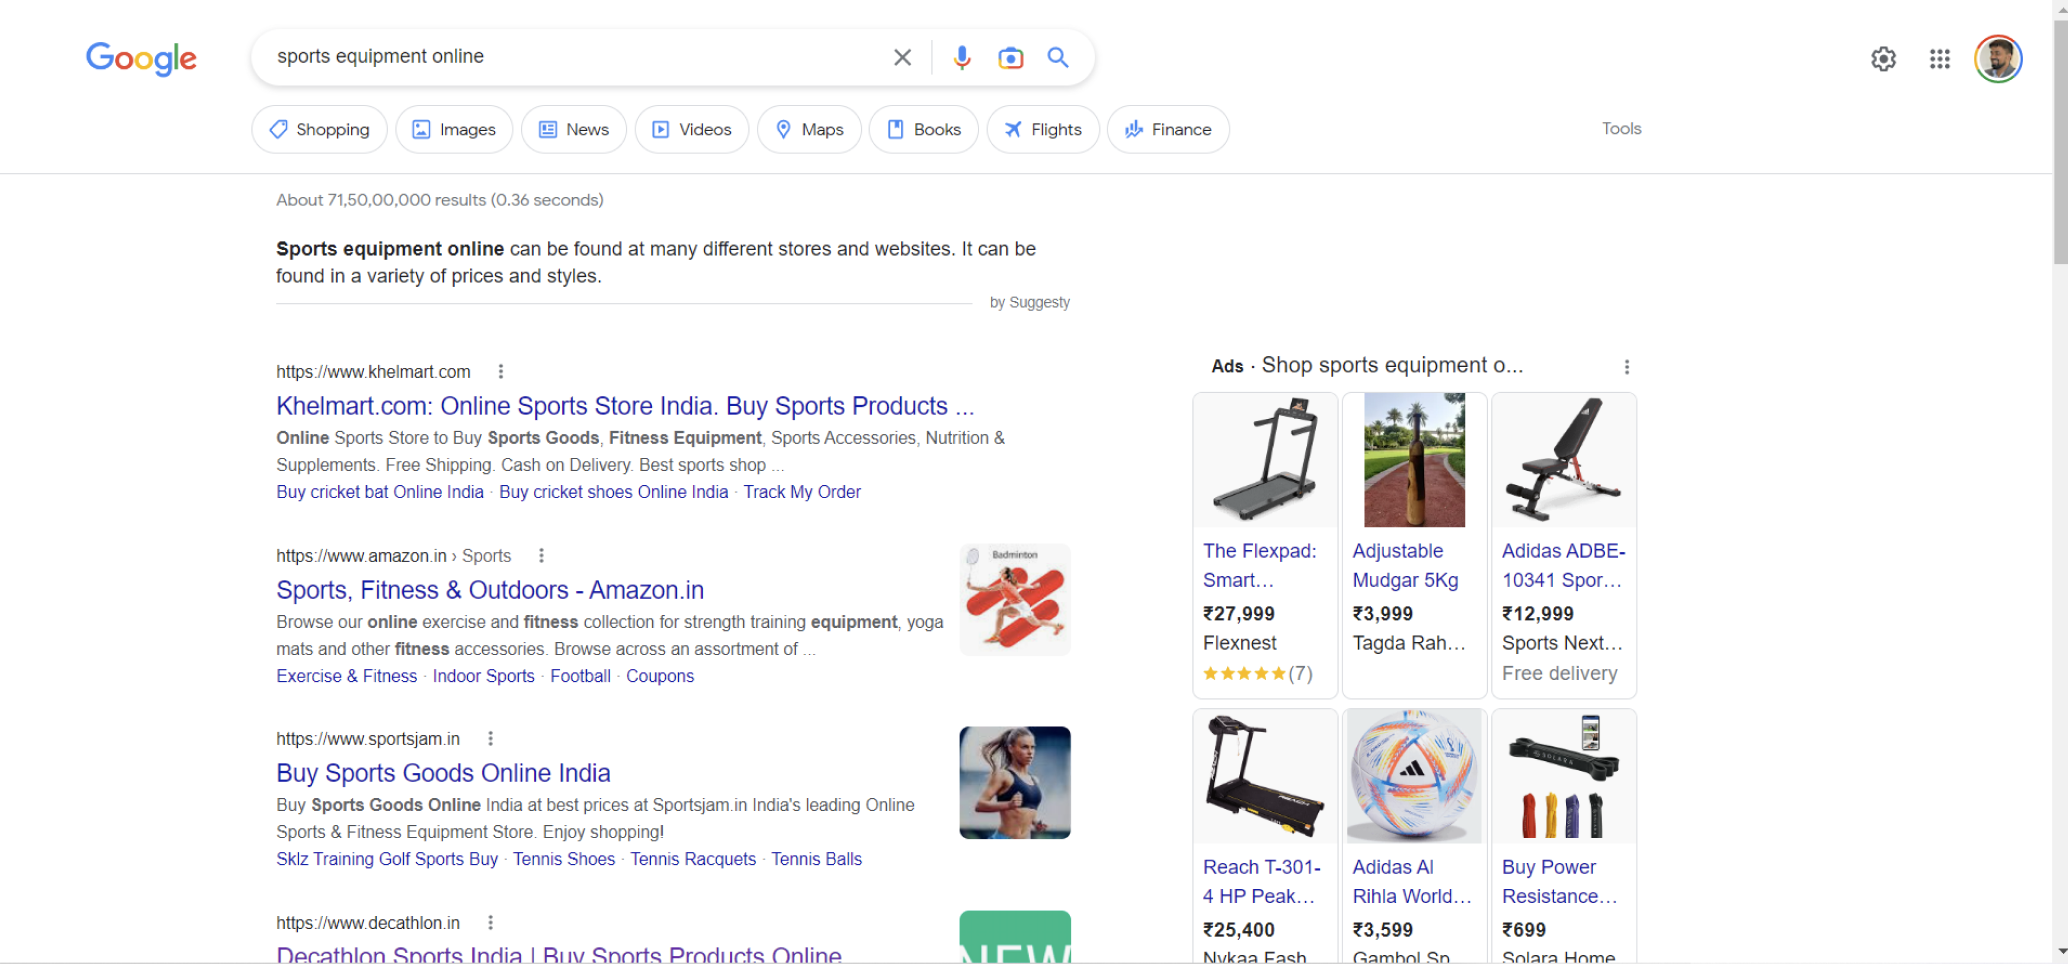 Google
sports equipment online
Shopping
Images
News
Videos
Maps
Books
Flights
Finance
Tools
About 71,50,00,000 results (0.36 seconds)
Sports equipment online can be found at many different stores and websites. It can be
found in a variety of prices and styles.
by Suggesty
https://www.khelmart.com
Khelmart.com: Online Sports Store India. Buy Sports Products ...
Online Sports Store to Buy Sports Goods, Fitness Equipment, Sports Accessories, Nutrition &
Supplements. Free Shipping. Cash on Delivery. Best sports shop ...
Buy cricket bat Online India · Buy cricket shoes Online India · Track My Order
https://www.amazon.in › Sports
Sports, Fitness & Outdoors - Amazon.in
Browse our online exercise and fitness collection for strength training equipment, yoga
mats and other fitness accessories. Browse across an assortment of ...
Exercise & Fitness · Indoor Sports · Football · Coupons
Badminton
https://www.sportsjam.in
Buy Sports Goods Online India
Buy Sports Goods Online India at best prices at Sportsjam.in India's leading Online
Sports & Fitness Equipment Store. Enjoy shopping!
Sklz Training Golf Sports Buy · Tennis Shoes · Tennis Racquets · Tennis Balls
https://www.decathlon.in
Decathlon Sports India | Buy Sports Products Online
NEW
Ads · Shop sports equipment o...
The Flexpad:
Smart...
₹27,999
Flexnest
(7)
Adjustable
Mudgar 5Kg
₹3,999
Tagda Rah...
Adidas ADBE-
10341 Spor...
₹12,999
Sports Next...
Free delivery
Reach T-301-
4 HP Peak...
₹25,400
Nykaa Fash
Adidas Al
Rihla World...
₹3,599
Gambol Sp
SOLARA
Buy Power
Resistance...
₹699
Solara Home